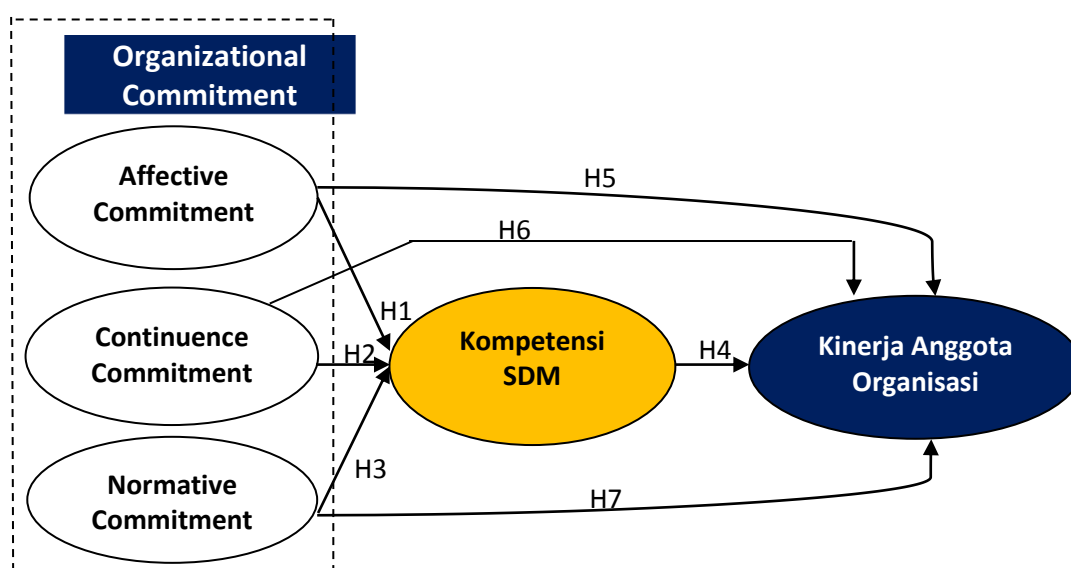 Organizational
Commitment
Affective
Commitment
H5
H6
Continuence
Commitment
H1
H2
Kompetensi
SDM
H4
Kinerja Anggota
Organisasi
H3
Normative
Commitment
H7